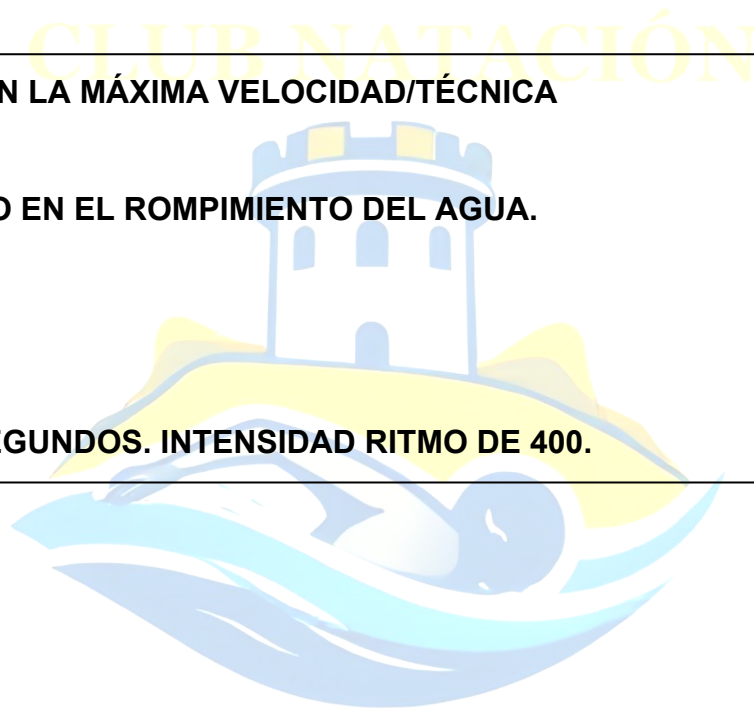 CLUB NATACIÓN
N LA MÁXIMA VELOCIDAD/TÉCNICA
EN EL ROMPIMIENTO DEL AGUA.
EGUNDOS. INTENSIDAD RITMO DE 400.